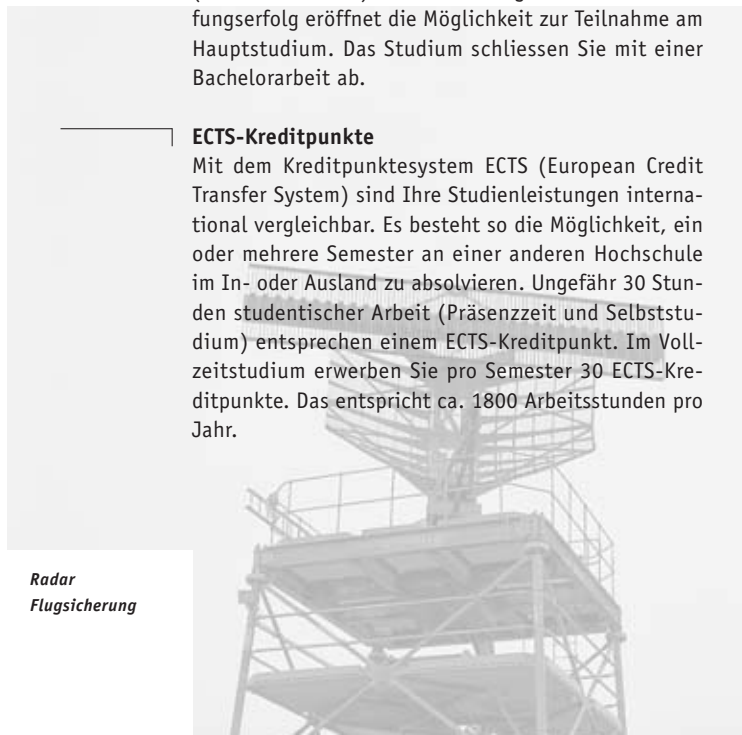 fungserfolg eröffnet die Möglichkeit zur Teilnahme am
Hauptstudium. Das Studium schliessen Sie mit einer
Bachelorarbeit ab.
ECTS-Kreditpunkte
Mit dem Kreditpunktesystem ECTS (European Credit
Transfer System) sind Ihre Studienleistungen interna-
tional vergleichbar. Es besteht so die Möglichkeit, ein
oder mehrere Semester an einer anderen Hochschule
im In- oder Ausland zu absolvieren. Ungefähr 30 Stun-
den studentischer Arbeit (Präsenzzeit und Selbststu-
dium) entsprechen einem ECTS-Kreditpunkt. Im Voll-
zeitstudium erwerben Sie pro Semester 30 ECTS-Kre-
ditpunkte. Das entspricht ca. 1800 Arbeitsstunden pro
Jahr.
Radar
Flugsicherung